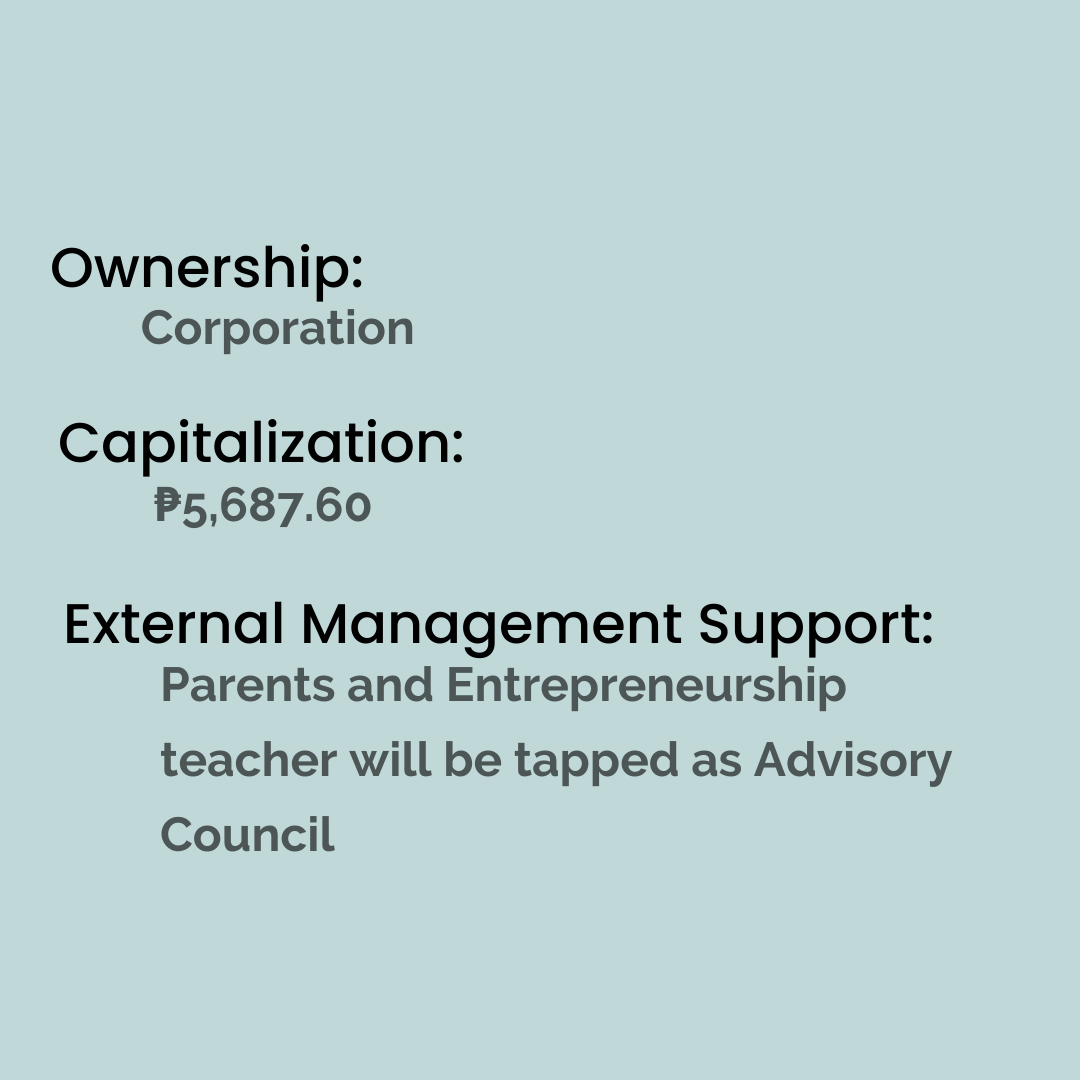 Ownership:
Corporation
Capitalization:
₱5,687.60
External Management Support:
Parents and Entrepreneurship
teacher will be tapped as Advisory
Council